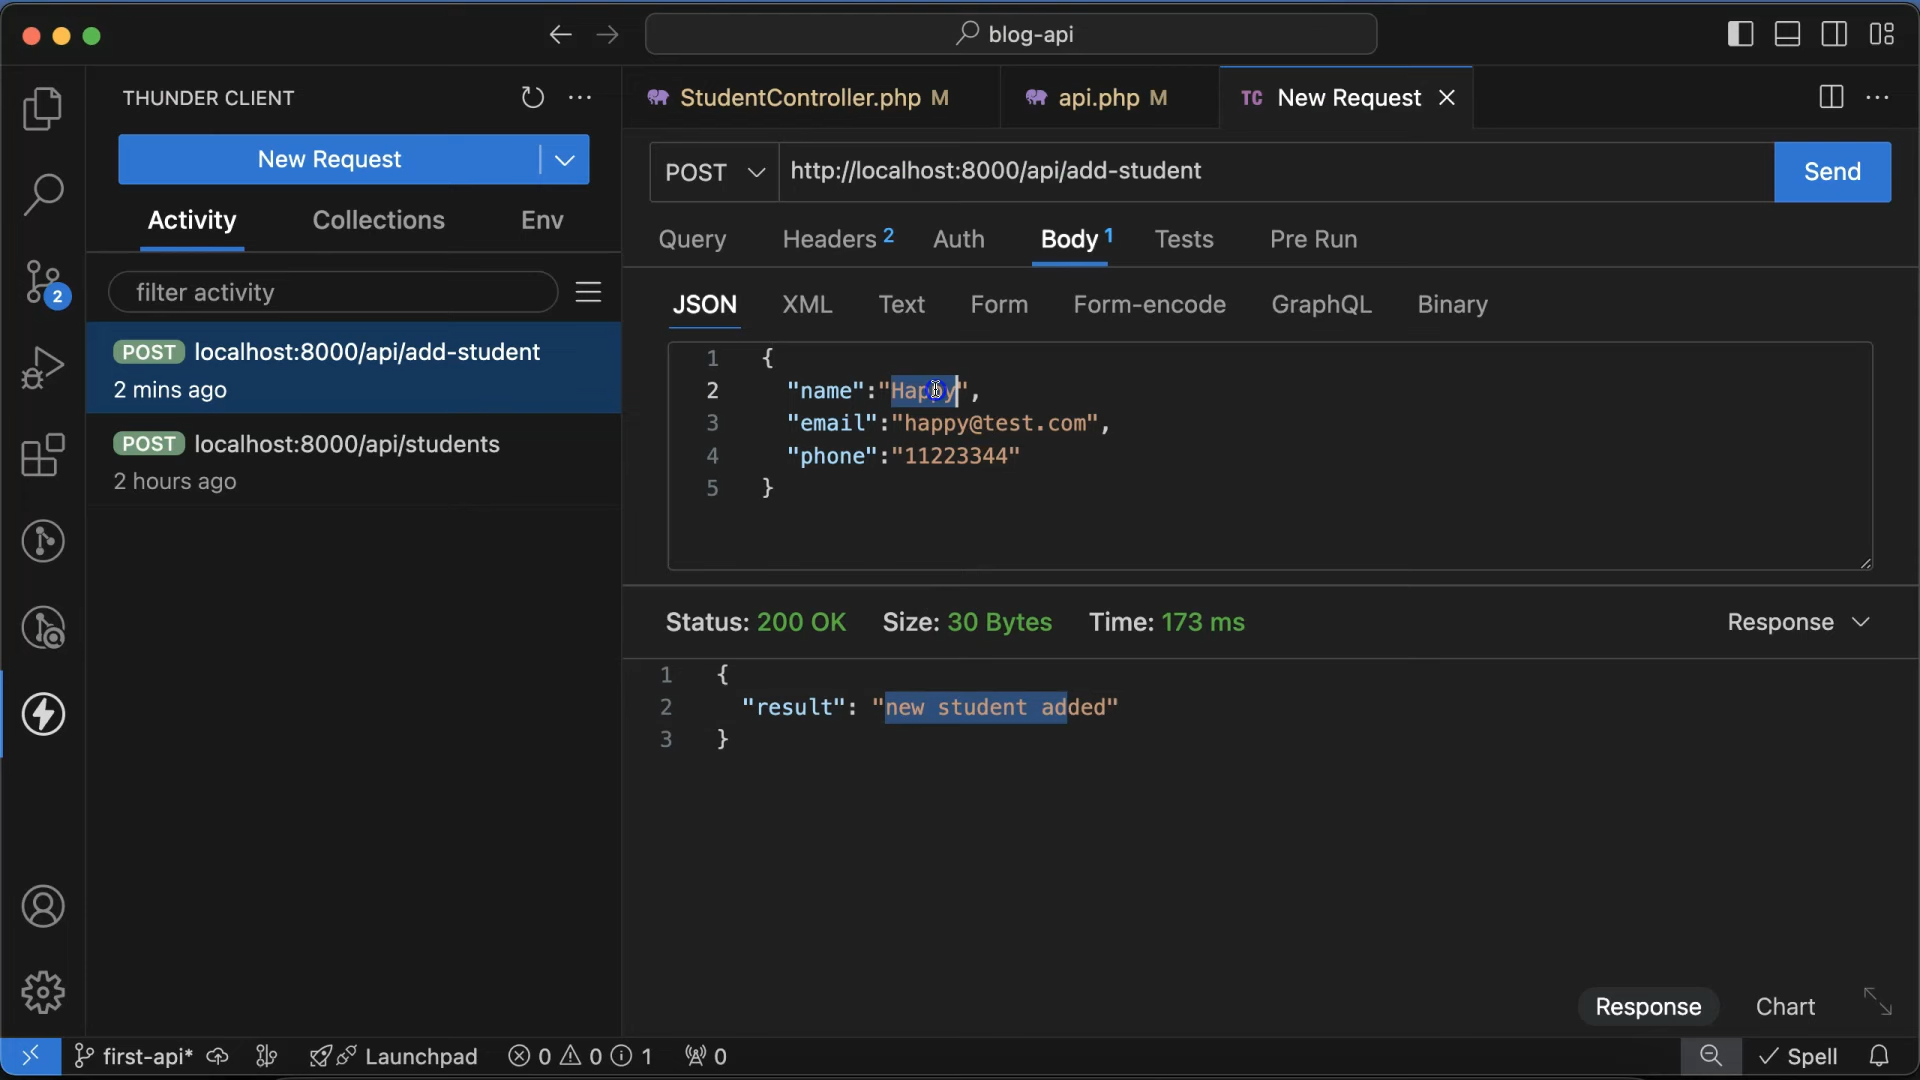 blog-api
THUNDER CLIENT
New Request
Activity Collections Env
filter activity
POST localhost:8000/api/add-student
2 mins ago
POST localhost:8000/api/students
2 hours ago
2
StudentController.php M api.php M TC New Request
POST http://localhost:8000/api/add-student Send
Query Headers 2 Auth Body 1 Tests Pre Run
JSON XML Text Form Form-encode GraphQL Binary
1 {
2 "name":"Happy",
3 "email":"happy@test.com",
4 "phone":"11223344"
5 }
Status: 200 OK Size: 30 Bytes Time: 173 ms Response
1 {
2 "result": "new student added"
3 }
Response Chart
first-api* Launchpad 0 0 1 0 Spell